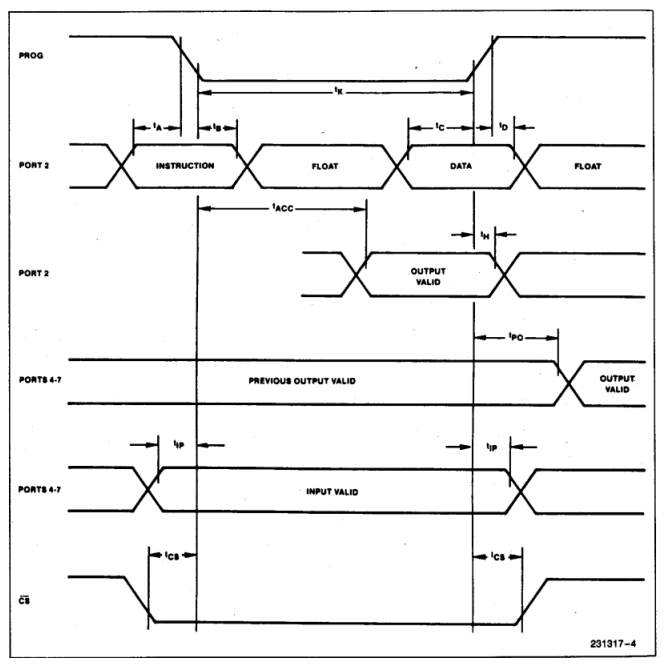 PROG
tK
tA
tB
tC
tD
PORT 2
INSTRUCTION
FLOAT
DATA
FLOAT
tACC
tH
PORT 2
OUTPUT
VALID
tPO
PORTS 4-7
PREVIOUS OUTPUT VALID
OUTPUT
VALID
tIP
tIP
PORTS 4-7
INPUT VALID
tCS
tCS
CS
231317-4